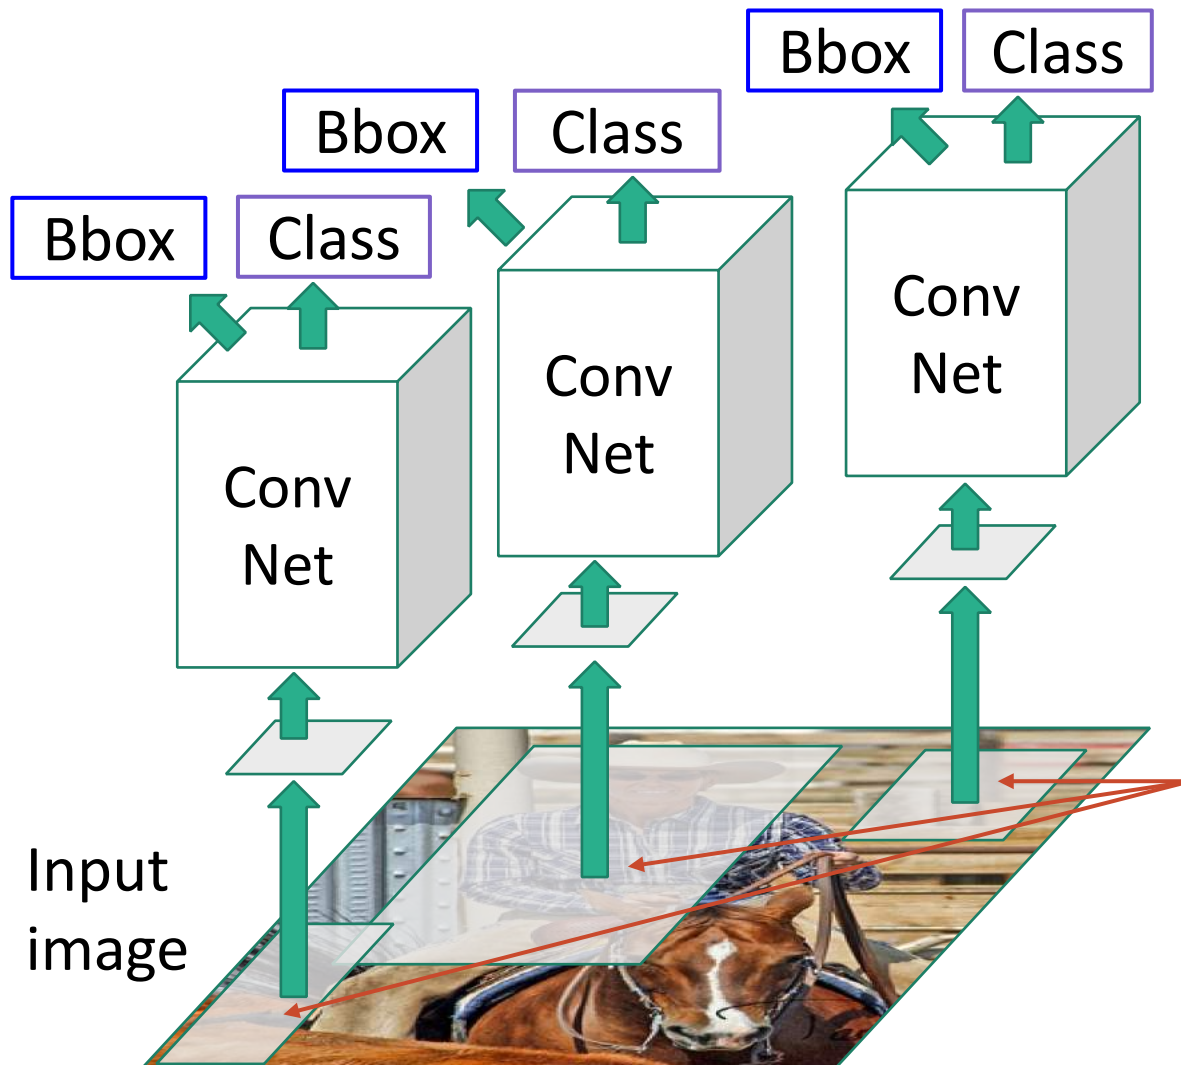 Bbox Class
Bbox Class
Bbox Class
Conv
Net
Conv
Net
Conv
Net
Input
image